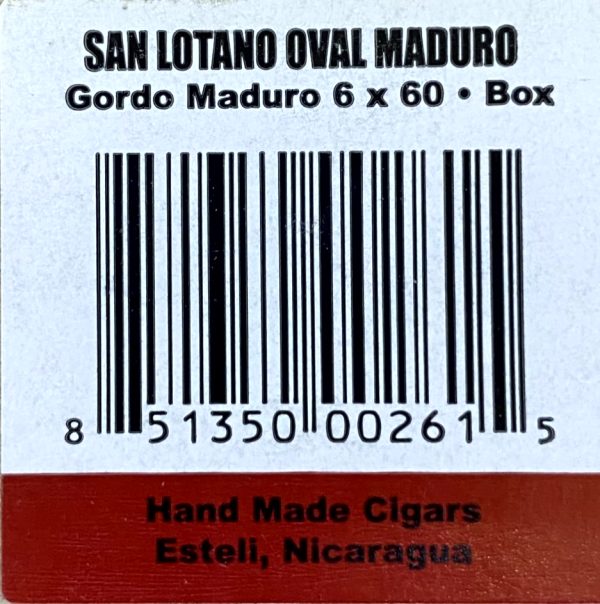 SAN LOTANO OVAL MADURO
Gordo Maduro 6 x 60 • Box
8 51350 00261 5
Hand Made Cigars
Esteli, Nicaragua